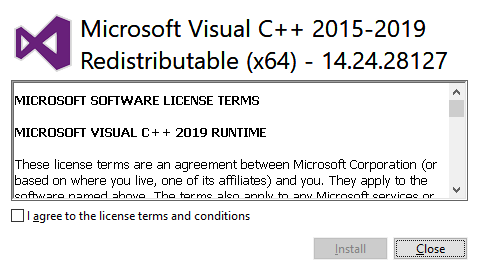 Microsoft Visual C++ 2015-2019
Redistributable (x64) - 14.24.28127
MICROSOFT SOFTWARE LICENSE TERMS
MICROSOFT VISUAL C++ 2019 RUNTIME
These license terms are an agreement between Microsoft Corporation (or
based on where you live, one of its affiliates) and you. They apply to the
software named above. The terms also apply to any Microsoft services or
I agree to the license terms and conditions
Install
Close